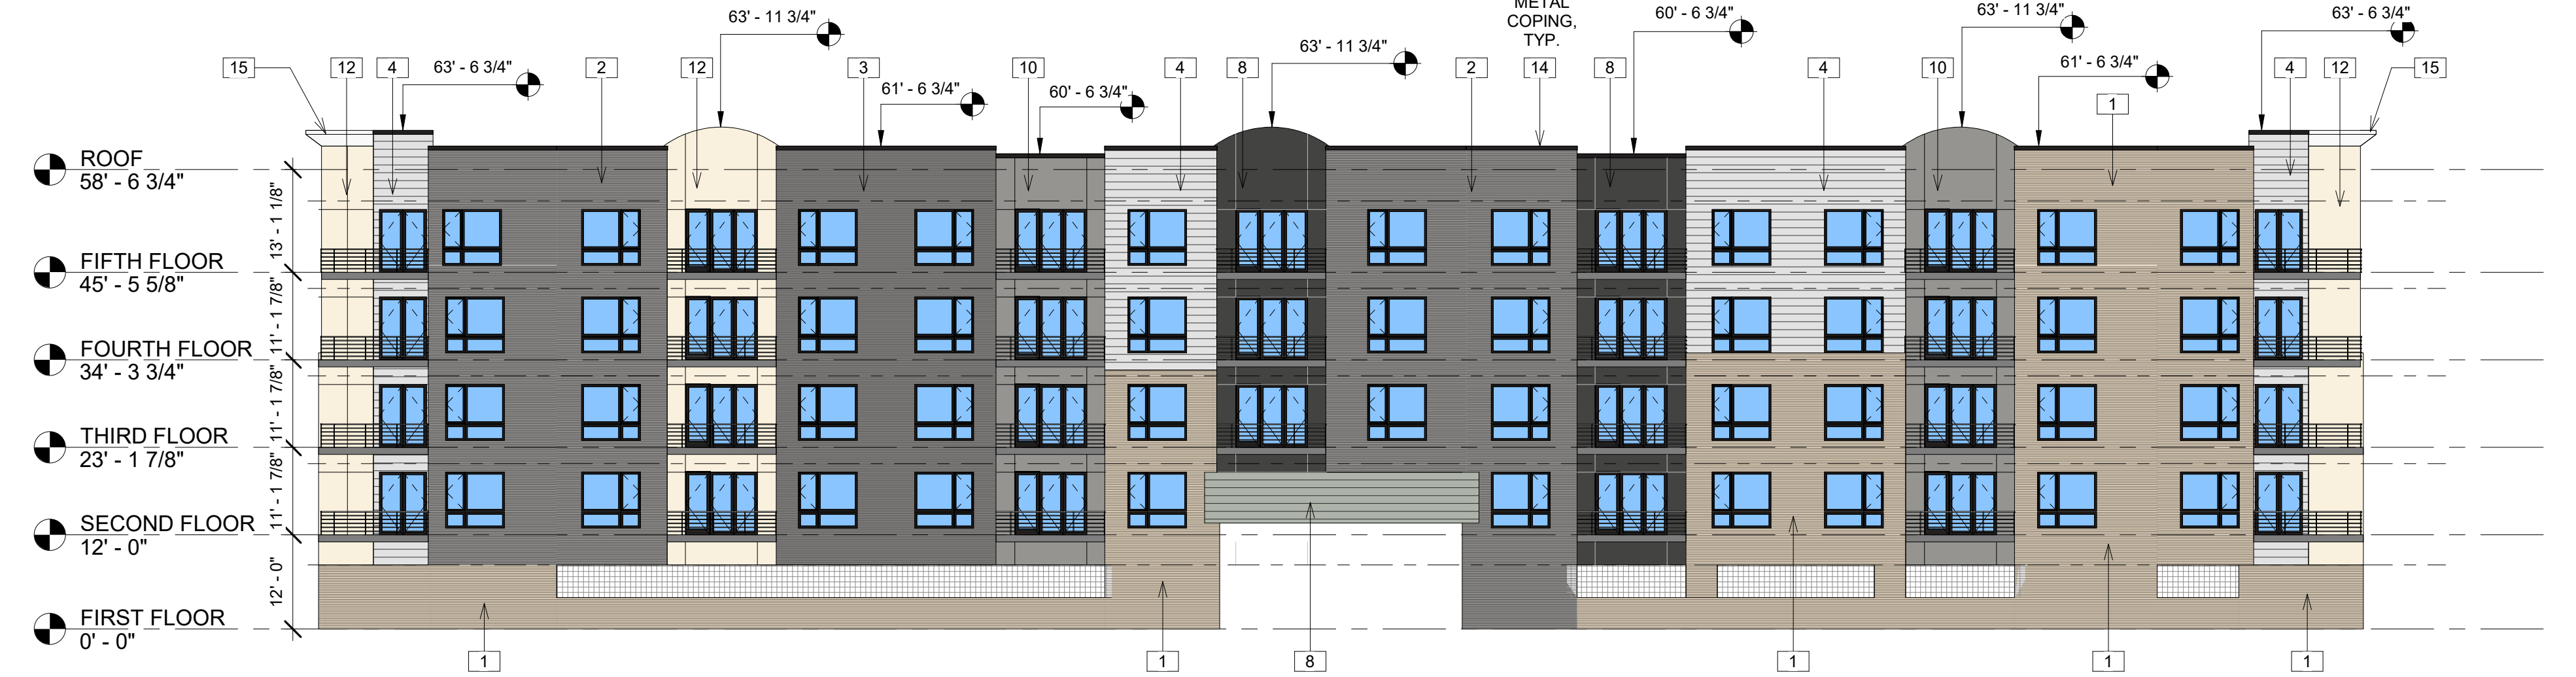 METAL
COPING,
TYP.
63' - 11 3/4"
60' - 6 3/4"
63' - 11 3/4"
63' - 6 3/4"
63' - 11 3/4"
15
12
4
63' - 6 3/4"
2
12
3
61' - 6 3/4"
10
60' - 6 3/4"
4
8
2
14
8
4
10
61' - 6 3/4"
1
4
12
15
ROOF
58' - 6 3/4"
13' - 1 1/8"
FIFTH FLOOR
45' - 5 5/8"
11' - 1 7/8"
FOURTH FLOOR
34' - 3 3/4"
11' - 1 7/8"
THIRD FLOOR
23' - 1 7/8"
11' - 1 7/8"
SECOND FLOOR
12' - 0"
12' - 0"
FIRST FLOOR
0' - 0"
1
1
8
1
1
1